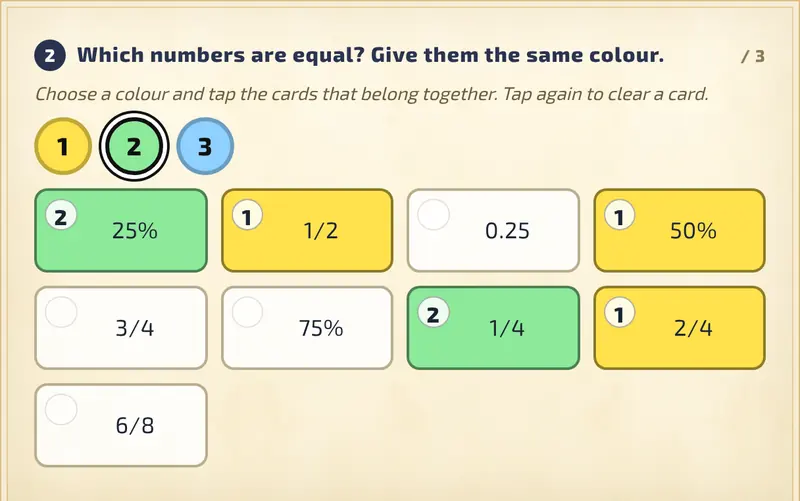 2 Which numbers are equal? Give them the same colour. / 3
Choose a colour and tap the cards that belong together. Tap again to clear a card.
1 2 3
2 25% 1 1/2 0.25 1 50%
3/4 75% 2 1/4 1 2/4
6/8